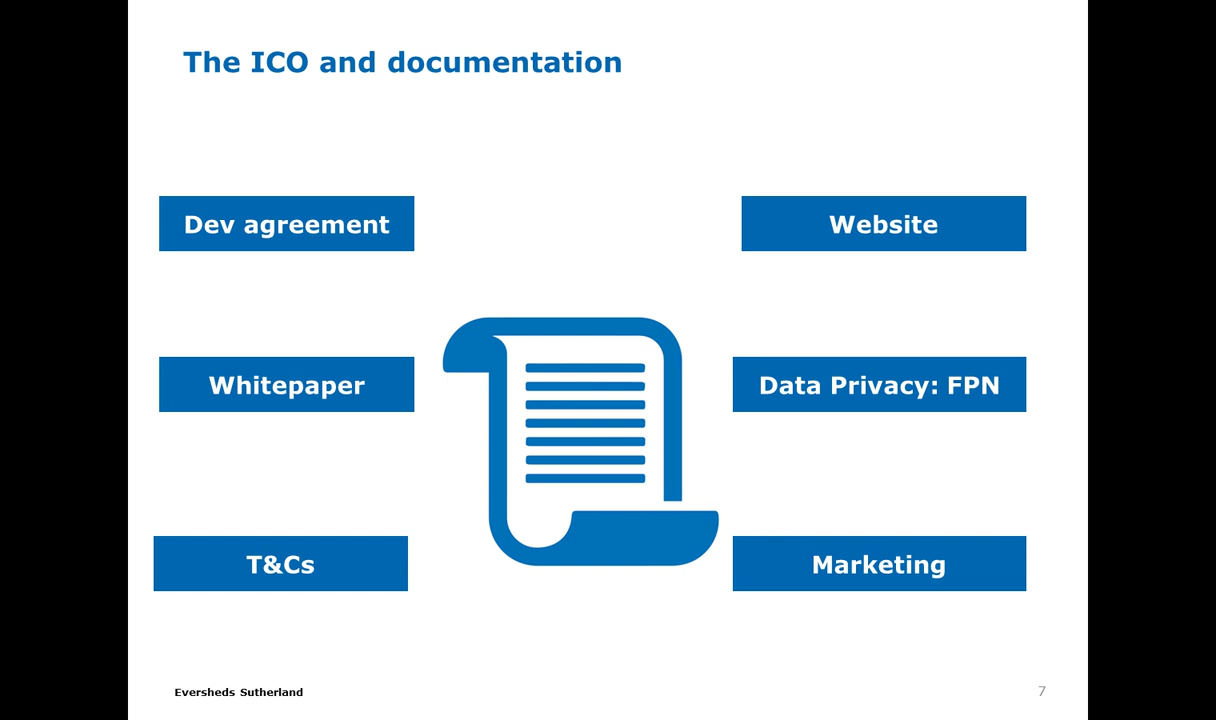 The ICO and documentation
Dev agreement
Website
Whitepaper
Data Privacy: FPN
T&Cs
Marketing
Eversheds Sutherland
7